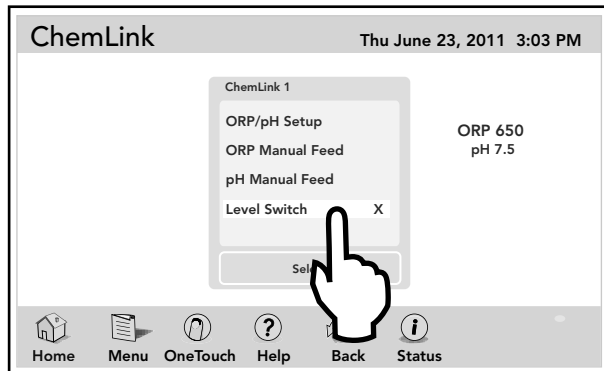 ChemLink Thu June 23, 2011 3:03 PM
ChemLink 1
ORP/pH Setup
ORP Manual Feed
pH Manual Feed
Level Switch X
ORP 650
pH 7.5
Home Menu OneTouch Help Back Status